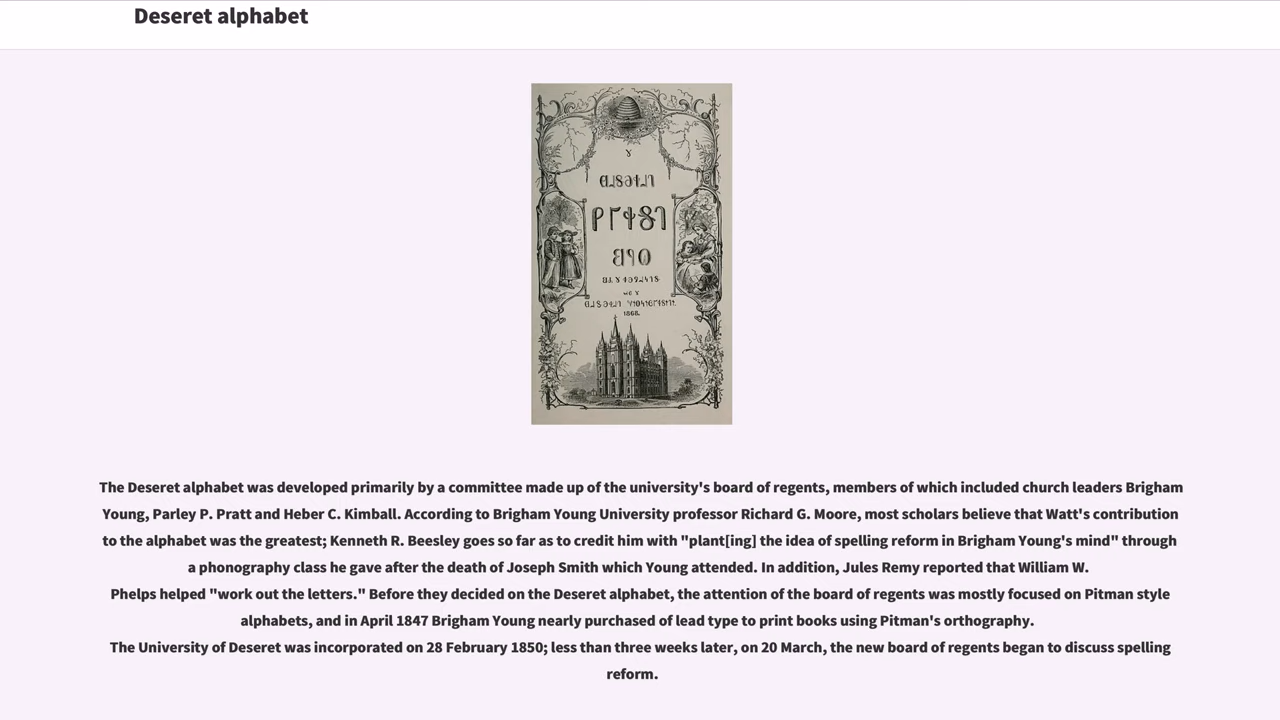 Deseret alphabet
1868.
The Deseret alphabet was developed primarily by a committee made up of the university's board of regents, members of which included church leaders Brigham
Young, Parley P. Pratt and Heber C. Kimball. According to Brigham Young University professor Richard G. Moore, most scholars believe that Watt's contribution
to the alphabet was the greatest; Kenneth R. Beesley goes so far as to credit him with "plant[ing] the idea of spelling reform in Brigham Young's mind" through
a phonography class he gave after the death of Joseph Smith which Young attended. In addition, Jules Remy reported that William W.
Phelps helped "work out the letters." Before they decided on the Deseret alphabet, the attention of the board of regents was mostly focused on Pitman style
alphabets, and in April 1847 Brigham Young nearly purchased of lead type to print books using Pitman's orthography.
The University of Deseret was incorporated on 28 February 1850; less than three weeks later, on 20 March, the new board of regents began to discuss spelling
reform.